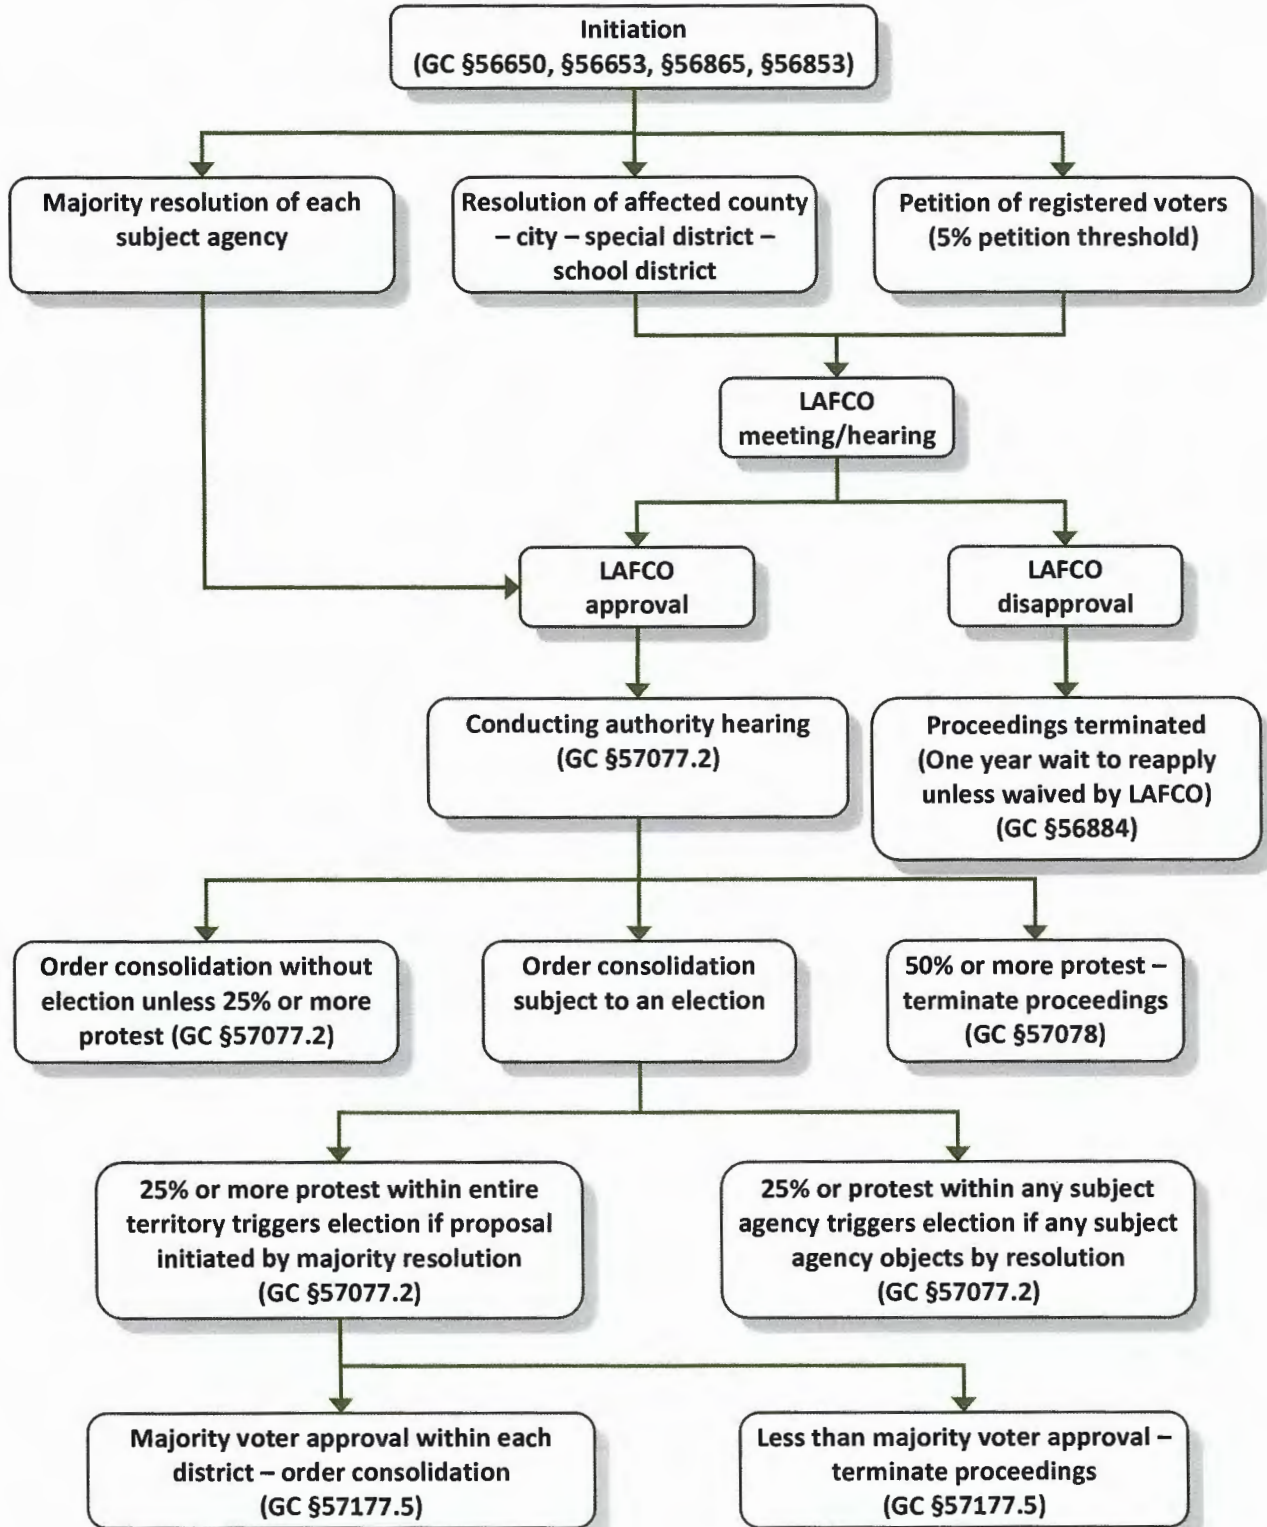 Initiation
(GC §56650, §56653, §56865, §56853)
Majority resolution of each
subject agency
Resolution of affected county
– city – special district –
school district
Petition of registered voters
(5% petition threshold)
LAFCO
meeting/hearing
LAFCO
approval
LAFCO
disapproval
Conducting authority hearing
(GC §57077.2)
Proceedings terminated
(One year wait to reapply
unless waived by LAFCO)
(GC §56884)
Order consolidation without
election unless 25% or more
protest (GC §57077.2)
Order consolidation
subject to an election
50% or more protest –
terminate proceedings
(GC §57078)
25% or more protest within entire
territory triggers election if proposal
initiated by majority resolution
(GC §57077.2)
25% or protest within any subject
agency triggers election if any subject
agency objects by resolution
(GC §57077.2)
Majority voter approval within each
district – order consolidation
(GC §57177.5)
Less than majority voter approval –
terminate proceedings
(GC §57177.5)